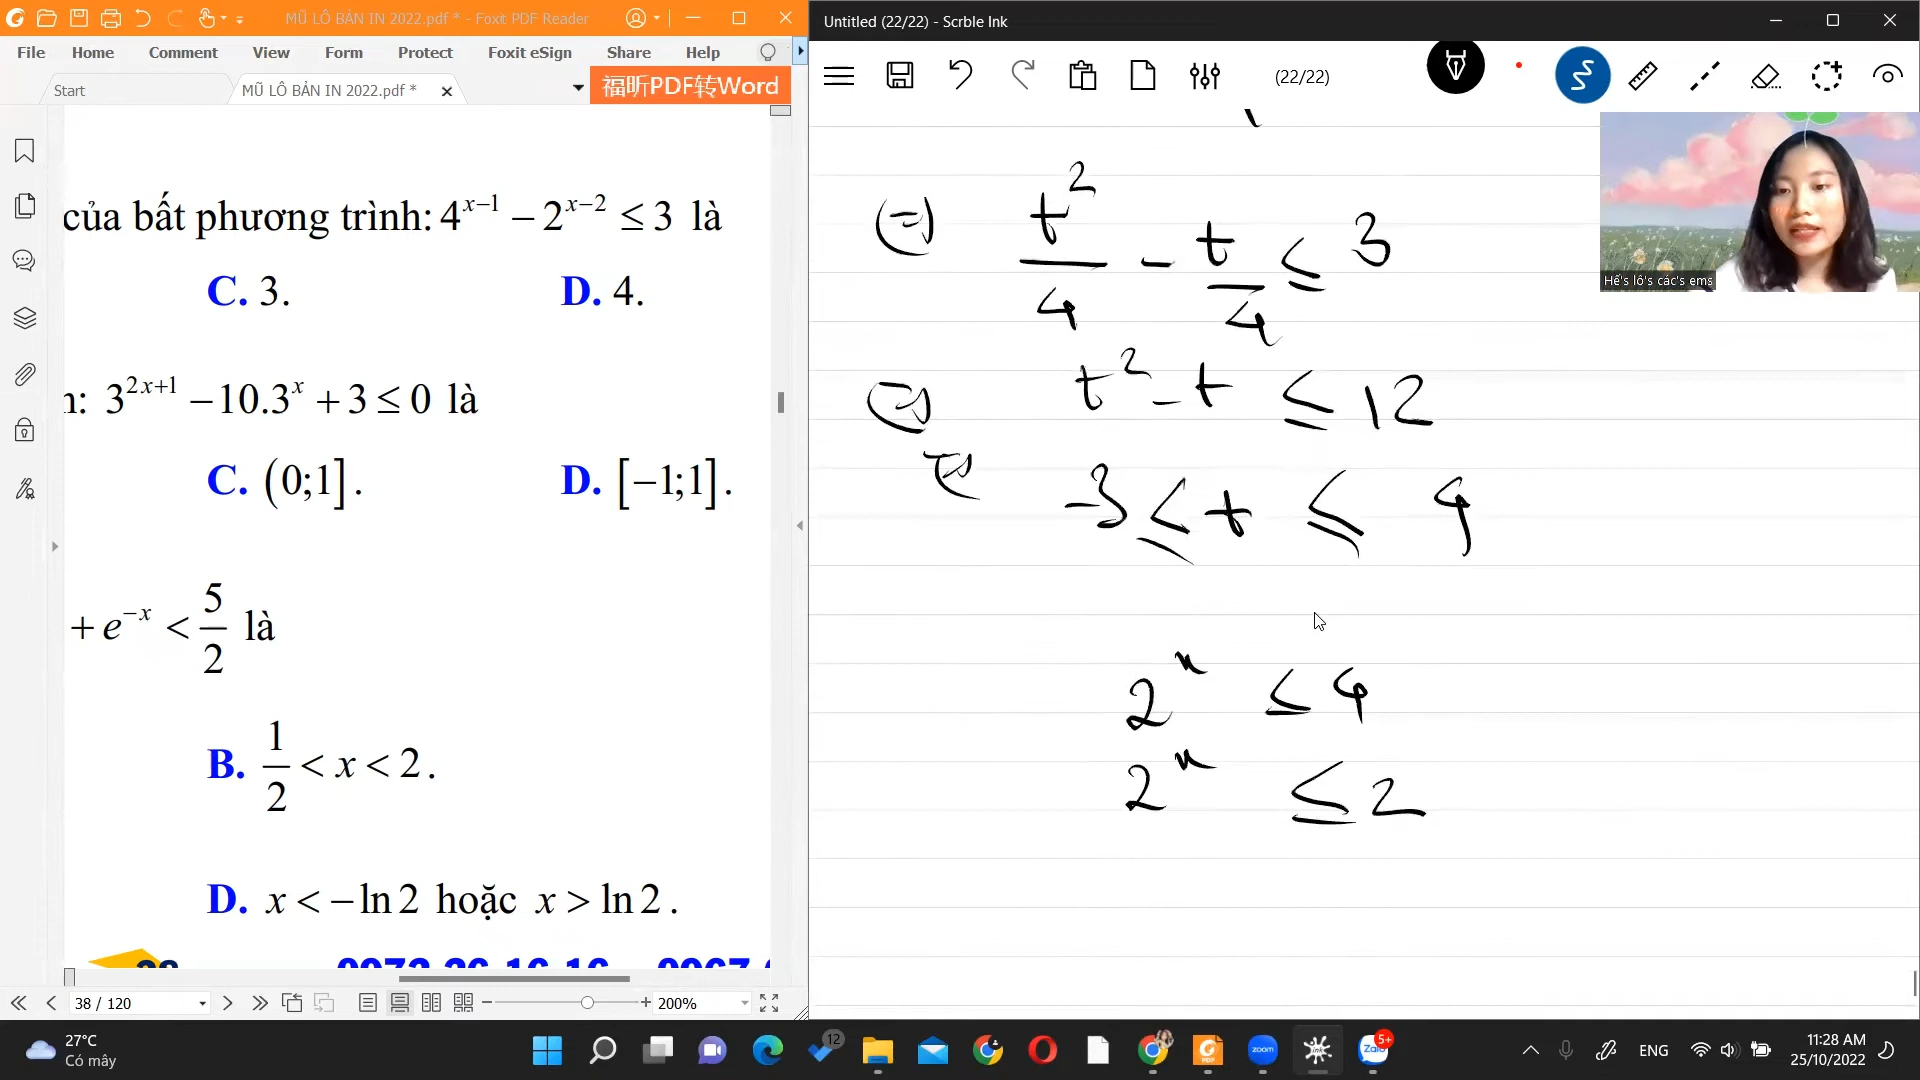 MŨ LÔ BẢN IN 2022.pdf * - Foxit PDF Reader
File Home Comment View Form Protect Foxit eSign Share Help
Start
MŨ LÔ BẢN IN 2022.pdf *
福昕PDF转Word
của bất phương trình: 4^{x-1} - 2^{x-2} ≤ 3 là
C. 3.
D. 4.
3^{2x+1} - 10.3^x + 3 ≤ 0 là
C. (0;1].
D. [-1;1].
+ e^{-x} < 5/2 là
B. 1/2 < x < 2.
D. x < -ln 2 hoặc x > ln 2.
38 / 120
200%
Untitled (22/22) - Scrble Ink
(22/22)
Hế's lô's các's ems
(=) t²/4 - t/4 ≤ 3
(=) t² - t ≤ 12
(=) -3 ≤ t ≤ 4
2^x ≤ 4
2^x ≤ 2
27°C
Có mây
12
zoom
Zalo
5+
ENG
11:28 AM
25/10/2022